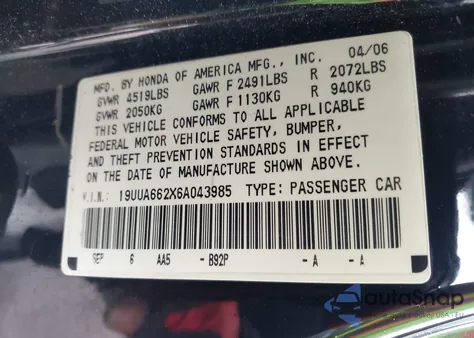 MFD. BY HONDA OF AMERICA MFG., INC. 04/06
GVWR 4519LBS GAWR F 2491LBS R 2072LBS
GVWR 2050KG GAWR F 1130KG R 940KG
THIS VEHICLE CONFORMS TO ALL APPLICABLE
FEDERAL MOTOR VEHICLE SAFETY, BUMPER,
AND THEFT PREVENTION STANDARDS IN EFFECT
ON THE DATE OF MANUFACTURE SHOWN ABOVE.
V.I.N.: 19UUA662X6A043985 TYPE: PASSENGER CAR
SEP 6 AA5 - B92P -A -A
autoSnap